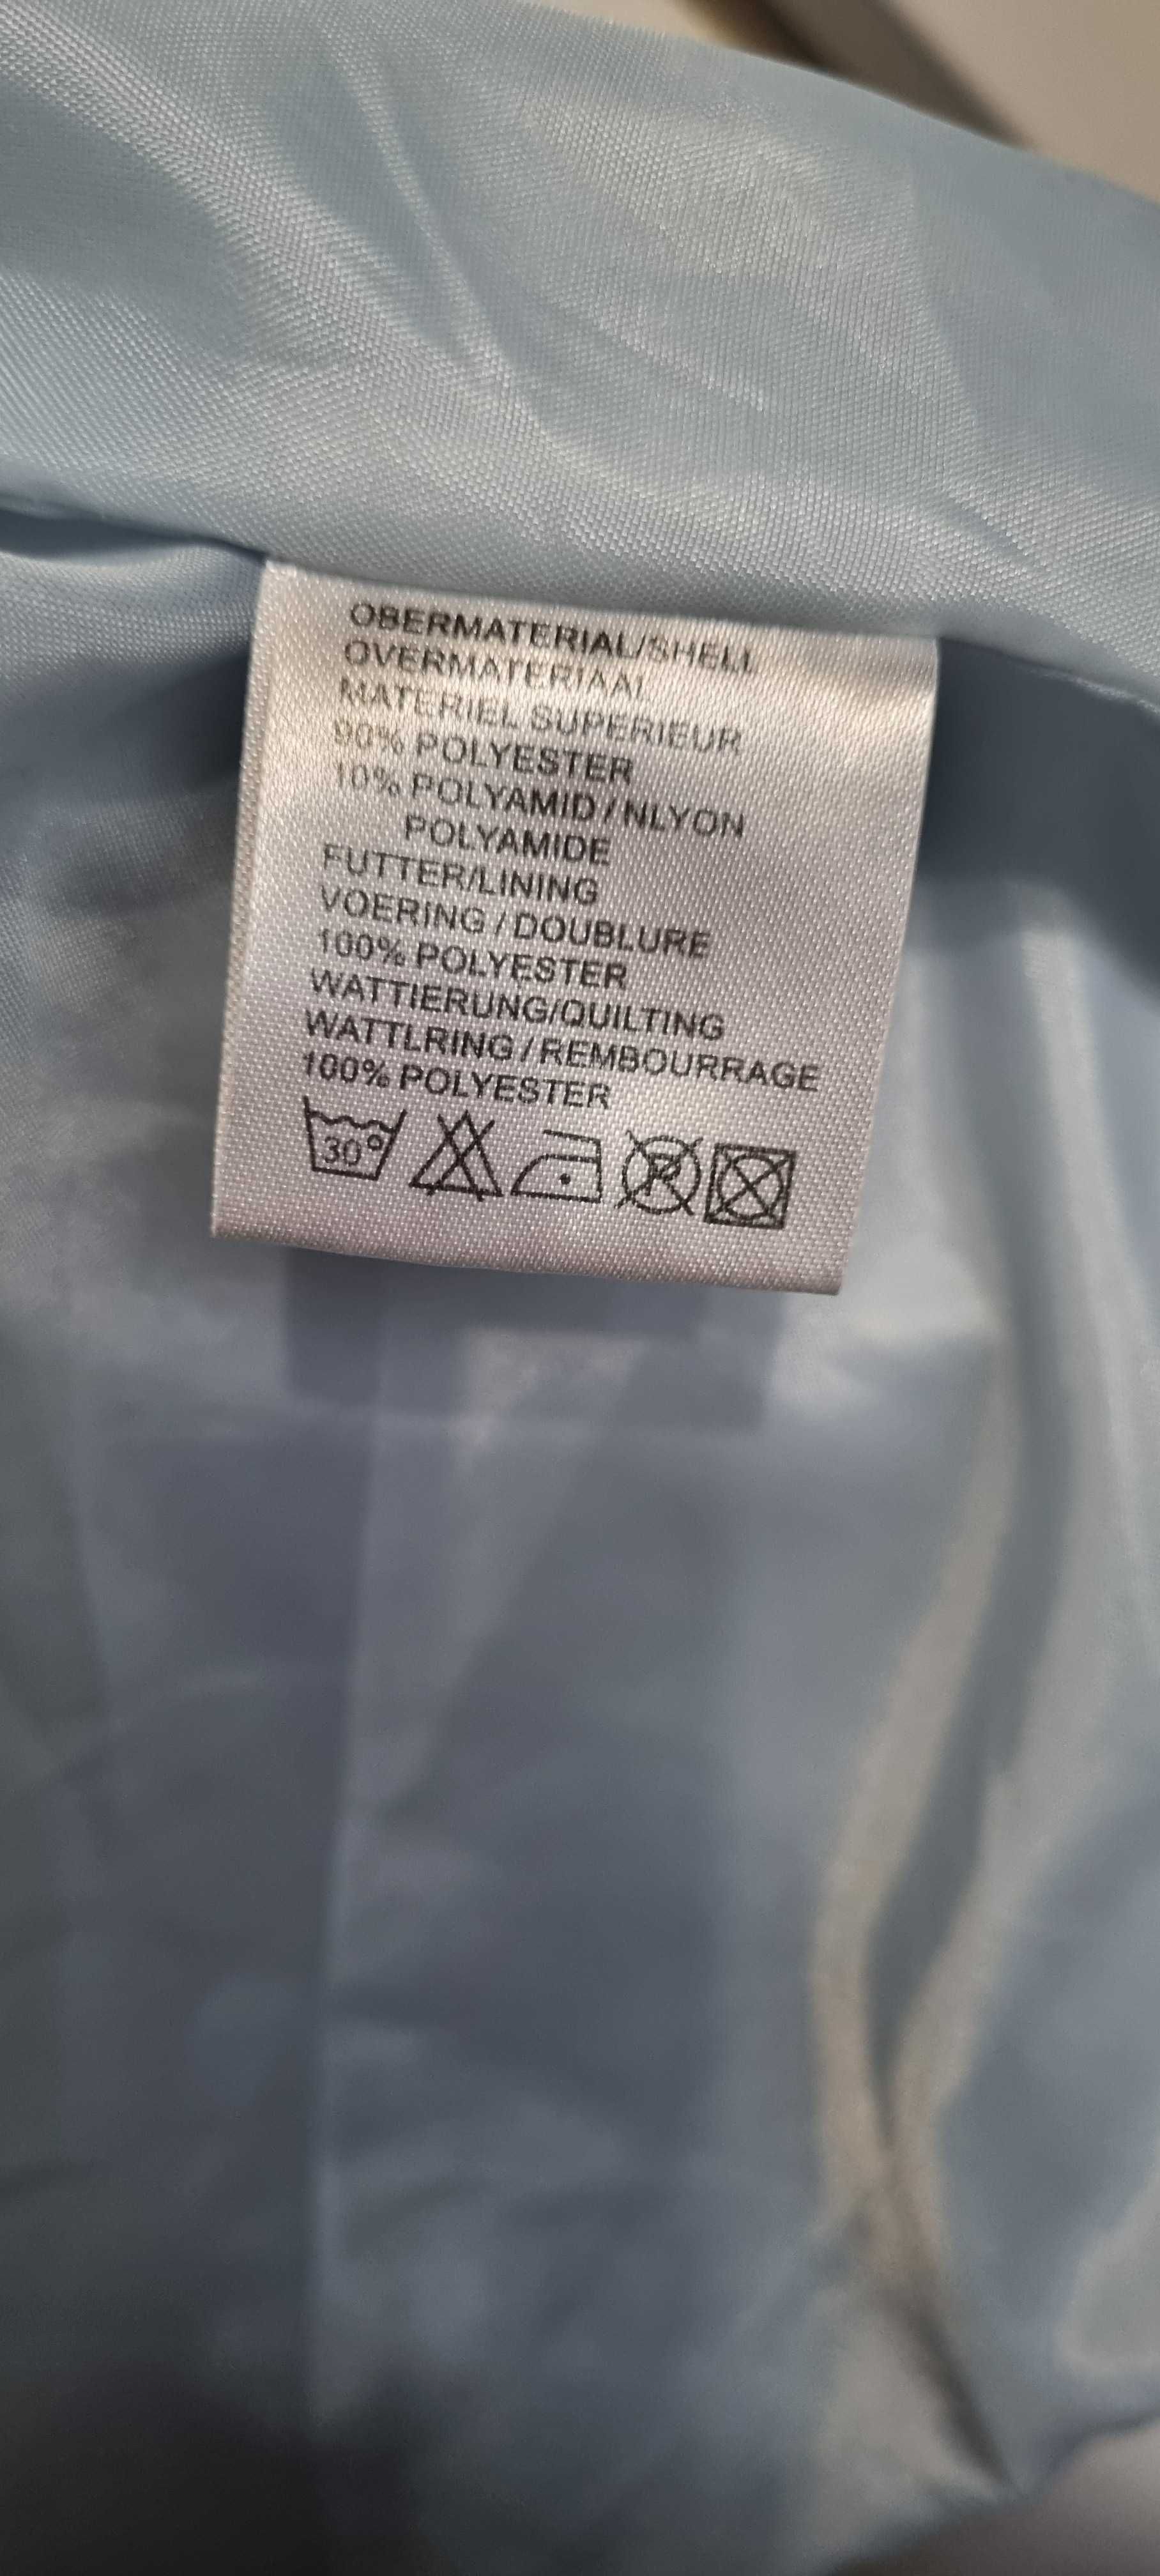 OBERMATERIAL/SHELL
OVERMATERIAAL
MATERIEL SUPERIEUR
90% POLYESTER
10% POLYAMID / NLYON
POLYAMIDE
FUTTER/LINING
VOERING / DOUBLURE
100% POLYESTER
WATTIERUNG/QUILTING
WATTLRING / REMBOURRAGE
100% POLYESTER
30° P